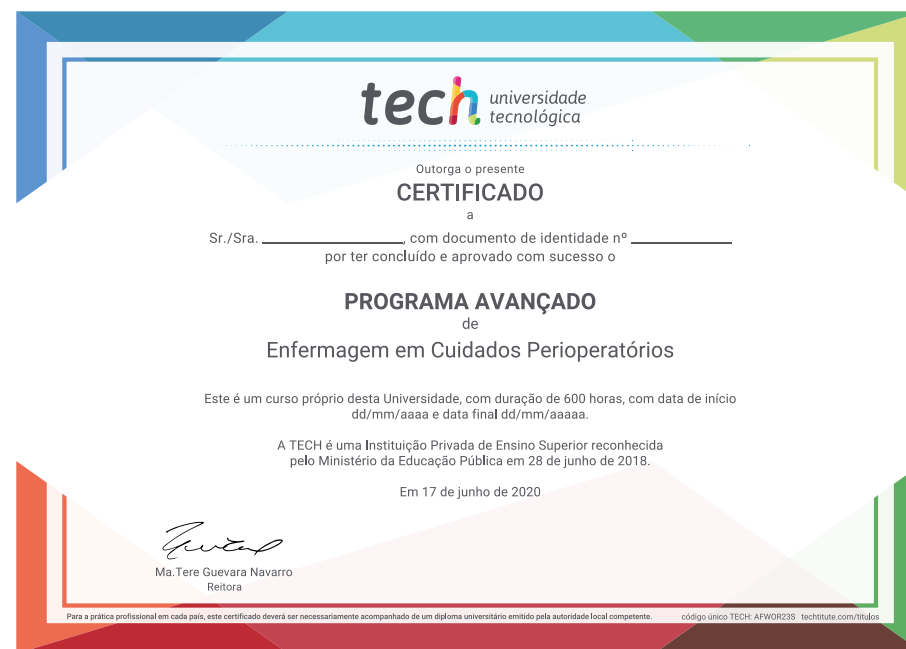 tech universidade
tecnológica
Outorga o presente
CERTIFICADO
a
Sr./Sra. ________________, com documento de identidade nº ____________
por ter concluído e aprovado com sucesso o
PROGRAMA AVANÇADO
de
Enfermagem em Cuidados Perioperatórios
Este é um curso próprio desta Universidade, com duração de 600 horas, com data de início
dd/mm/aaaa e data final dd/mm/aaaaa.
A TECH é uma Instituição Privada de Ensino Superior reconhecida
pelo Ministério da Educação Pública em 28 de junho de 2018.
Em 17 de junho de 2020
Ma.Tere Guevara Navarro
Reitora
Para a prática profissional em cada país, este certificado deverá ser necessariamente acompanhado de um diploma universitário emitido pela autoridade local competente. código único TECH: AFWOR23S techtitute.com/titulos